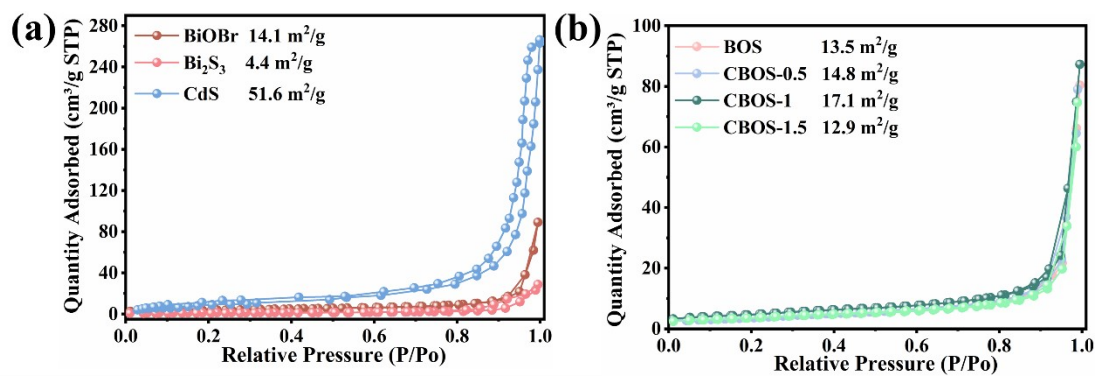 (a)
Quantity Adsorbed (cm³/g STP)
280
240
200
160
120
80
40
0
BiOBr 14.1 m²/g
Bi₂S₃ 4.4 m²/g
CdS 51.6 m²/g
0.0 0.2 0.4 0.6 0.8 1.0
Relative Pressure (P/Po)
(b)
Quantity Adsorbed (cm³/g STP)
100
80
60
40
20
0
BOS 13.5 m²/g
CBOS-0.5 14.8 m²/g
CBOS-1 17.1 m²/g
CBOS-1.5 12.9 m²/g
0.0 0.2 0.4 0.6 0.8 1.0
Relative Pressure (P/Po)